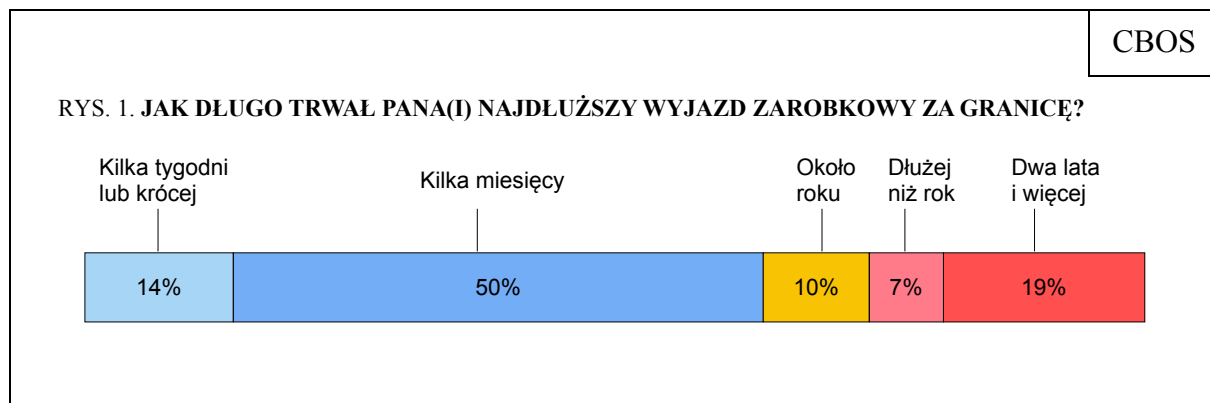 CBOS
RYS. 1. JAK DŁUGO TRWAŁ PANA(I) NAJDŁUŻSZY WYJAZD ZAROBKOWY ZA GRANICĘ?
Kilka tygodni
lub krócej
Kilka miesięcy
Około
roku
Dłużej
niż rok
Dwa lata
i więcej
14%
50%
10%
7%
19%